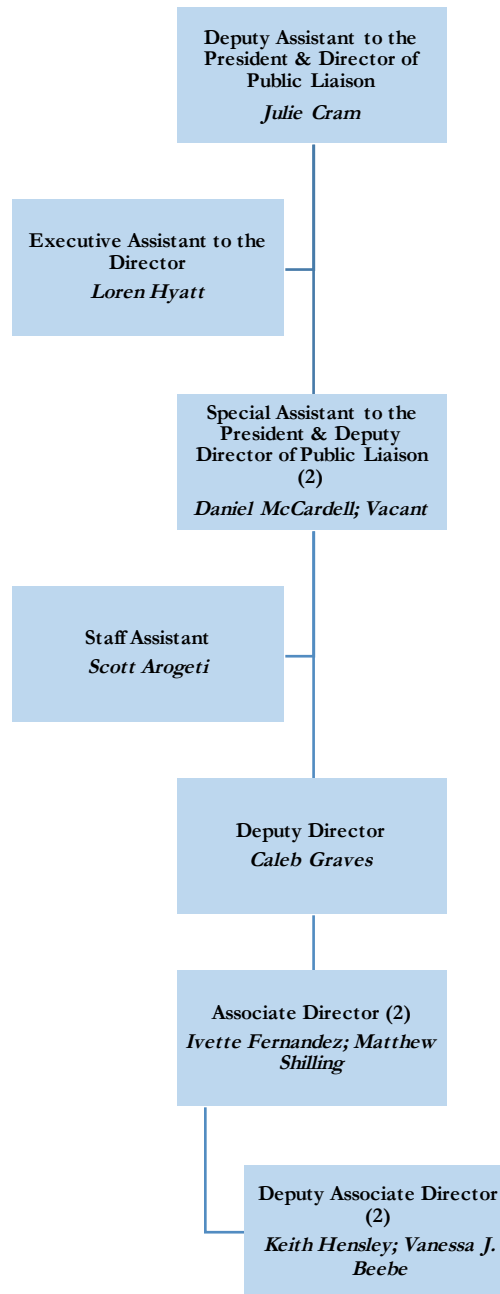 Deputy Assistant to the
President & Director of
Public Liaison
Julie Cram
Executive Assistant to the
Director
Loren Hyatt
Special Assistant to the
President & Deputy
Director of Public Liaison
(2)
Daniel McCardell; Vacant
Staff Assistant
Scott Arogeti
Deputy Director
Caleb Graves
Associate Director (2)
Ivette Fernandez; Matthew
Shilling
Deputy Associate Director
(2)
Keith Hensley; Vanessa J.
Beebe